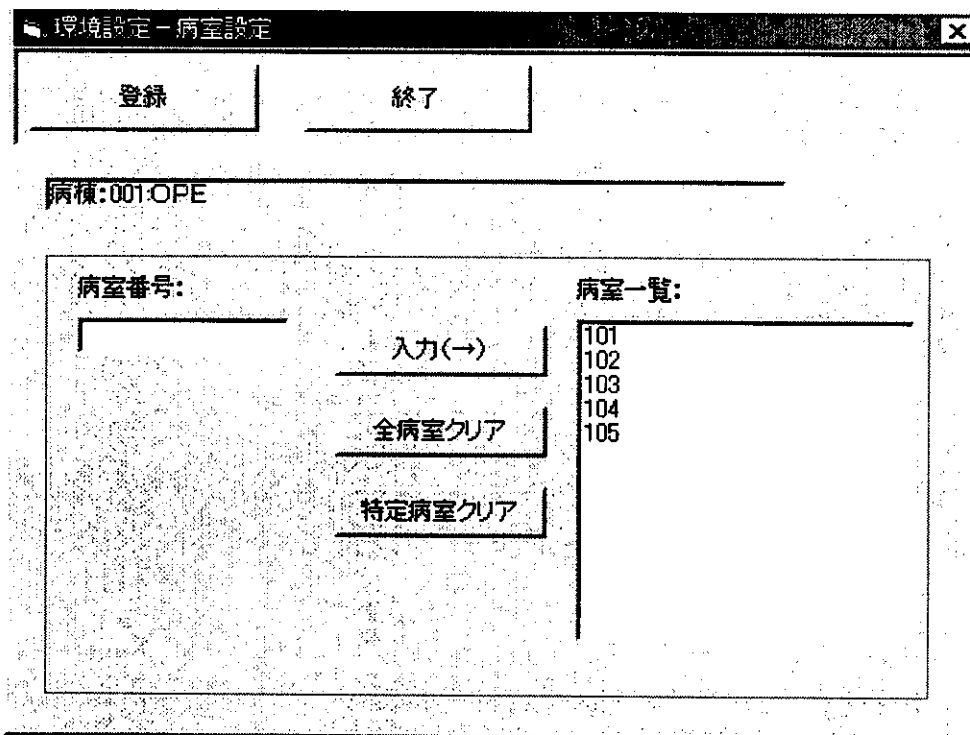 環境設定－病室設定
登録
終了
病棟:001:OPE
病室番号:
病室一覧:
入力(→)
全病室クリア
特定病室クリア
101
102
103
104
105